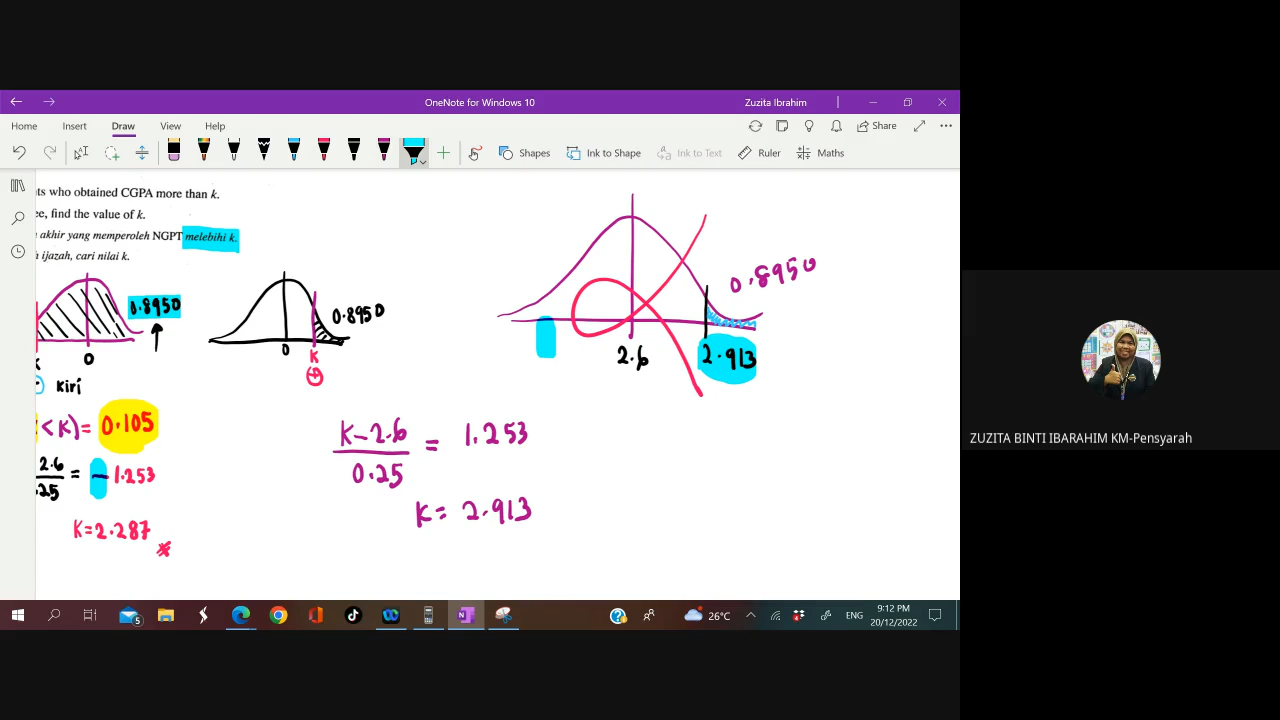 OneNote for Windows 10
Zuzita Ibrahim
Home Insert Draw View Help
Share
Shapes Ink to Shape Ink to Text Ruler Maths
ts who obtained CGPA more than k.
ee, find the value of k.
akhir yang memperoleh NGPT melebihi k.
h ijazah, cari nilai k.
0.8950
0
kiri
< K) = 0.105
2.6
.25
= - 1.253
K = 2.287
0.8950
0
K
+
0.8950
2.6
2.913
K - 2.6
0.25
= 1.253
K = 2.913
ZUZITA BINTI IBARAHIM KM-Pensyarah
5
26°C
ENG
9:12 PM
20/12/2022